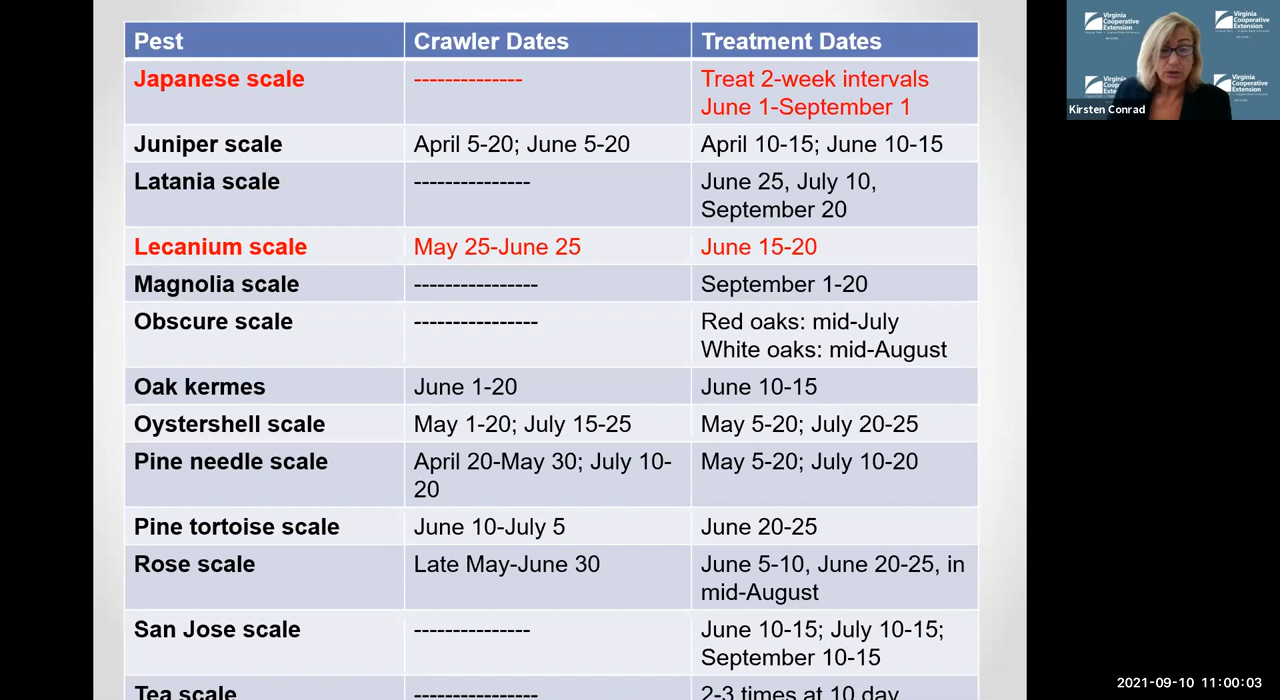 Pest Crawler Dates Treatment Dates
Japanese scale -------------- Treat 2-week intervals
June 1-September 1
Juniper scale April 5-20; June 5-20 April 10-15; June 10-15
Latania scale --------------- June 25, July 10,
September 20
Lecanium scale May 25-June 25 June 15-20
Magnolia scale ---------------- September 1-20
Obscure scale ---------------- Red oaks: mid-July
White oaks: mid-August
Oak kermes June 1-20 June 10-15
Oystershell scale May 1-20; July 15-25 May 5-20; July 20-25
Pine needle scale April 20-May 30; July 10- May 5-20; July 10-20
20
Pine tortoise scale June 10-July 5 June 20-25
Rose scale Late May-June 30 June 5-10, June 20-25, in
mid-August
San Jose scale --------------- June 10-15; July 10-15;
September 10-15
Tea scale ---------------- 2-3 times at 10 day
Virginia
Cooperative
Extension
Virginia
Cooperative
Extension
Virginia
Cooperative
Extension
Kirsten Conrad
2021-09-10 11:00:03